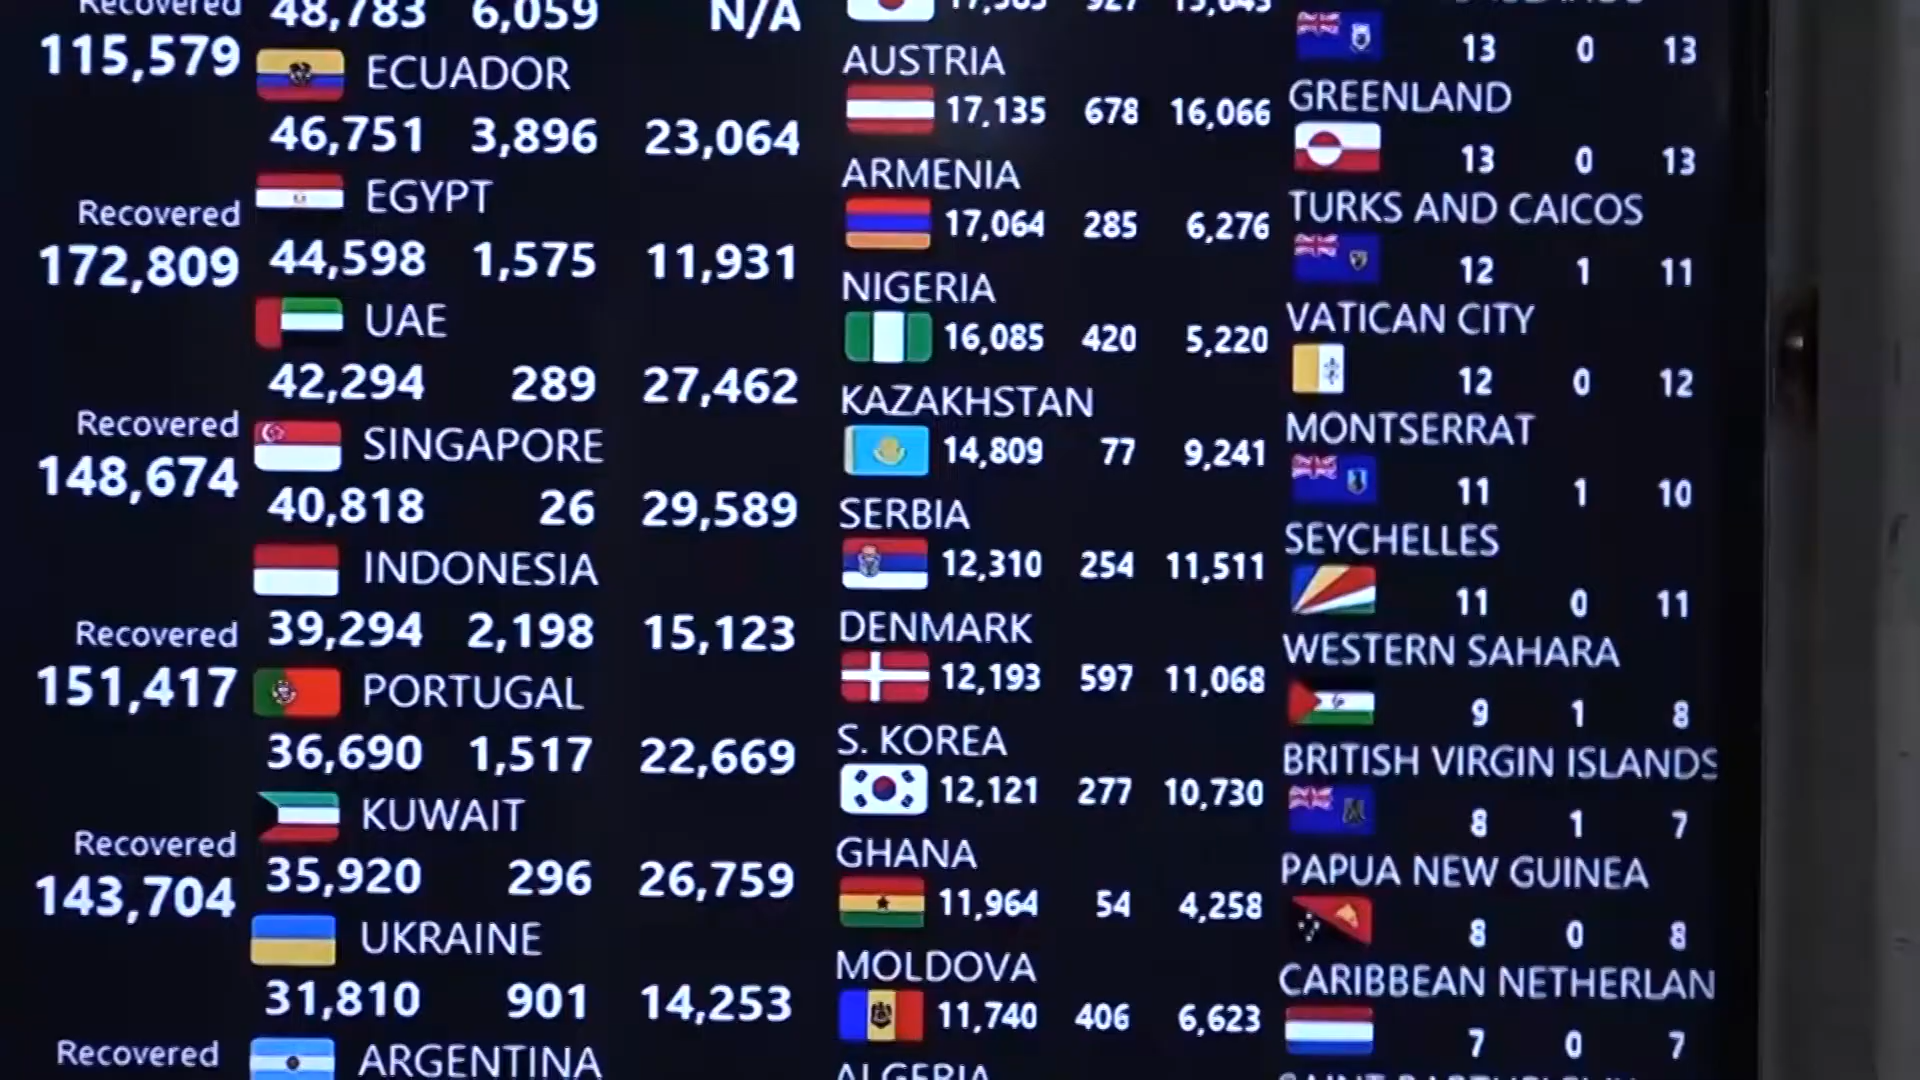 Recovered
115,579
Recovered
172,809
Recovered
148,674
Recovered
151,417
Recovered
143,704
Recovered
48,783 6,059 N/A
ECUADOR
46,751 3,896 23,064
EGYPT
44,598 1,575 11,931
UAE
42,294 289 27,462
SINGAPORE
40,818 26 29,589
INDONESIA
39,294 2,198 15,123
PORTUGAL
36,690 1,517 22,669
KUWAIT
35,920 296 26,759
UKRAINE
31,810 901 14,253
ARGENTINA
927
AUSTRIA
17,135 678 16,066
ARMENIA
17,064 285 6,276
NIGERIA
16,085 420 5,220
KAZAKHSTAN
14,809 77 9,241
SERBIA
12,310 254 11,511
DENMARK
12,193 597 11,068
S. KOREA
12,121 277 10,730
GHANA
11,964 54 4,258
MOLDOVA
11,740 406 6,623
ALGERIA
13 0 13
GREENLAND
13 0 13
TURKS AND CAICOS
12 1 11
VATICAN CITY
12 0 12
MONTSERRAT
11 1 10
SEYCHELLES
11 0 11
WESTERN SAHARA
9 1 8
BRITISH VIRGIN ISLANDS
8 1 7
PAPUA NEW GUINEA
8 0 8
CARIBBEAN NETHERLAN
7 0 7